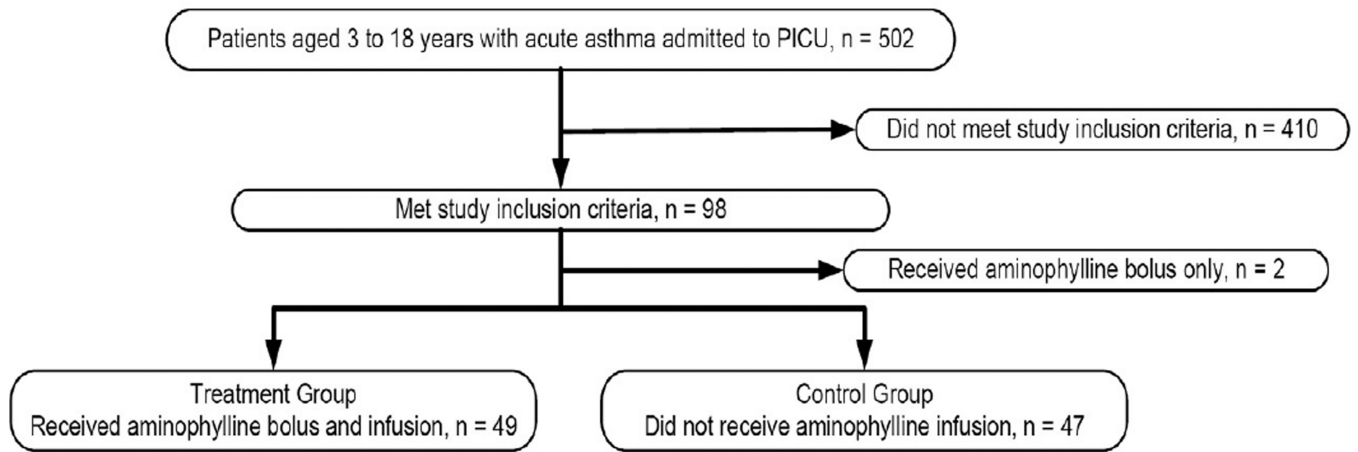 Patients aged 3 to 18 years with acute asthma admitted to PICU, n = 502
Did not meet study inclusion criteria, n = 410
Met study inclusion criteria, n = 98
Received aminophylline bolus only, n = 2
Treatment Group
Received aminophylline bolus and infusion, n = 49
Control Group
Did not receive aminophylline infusion, n = 47